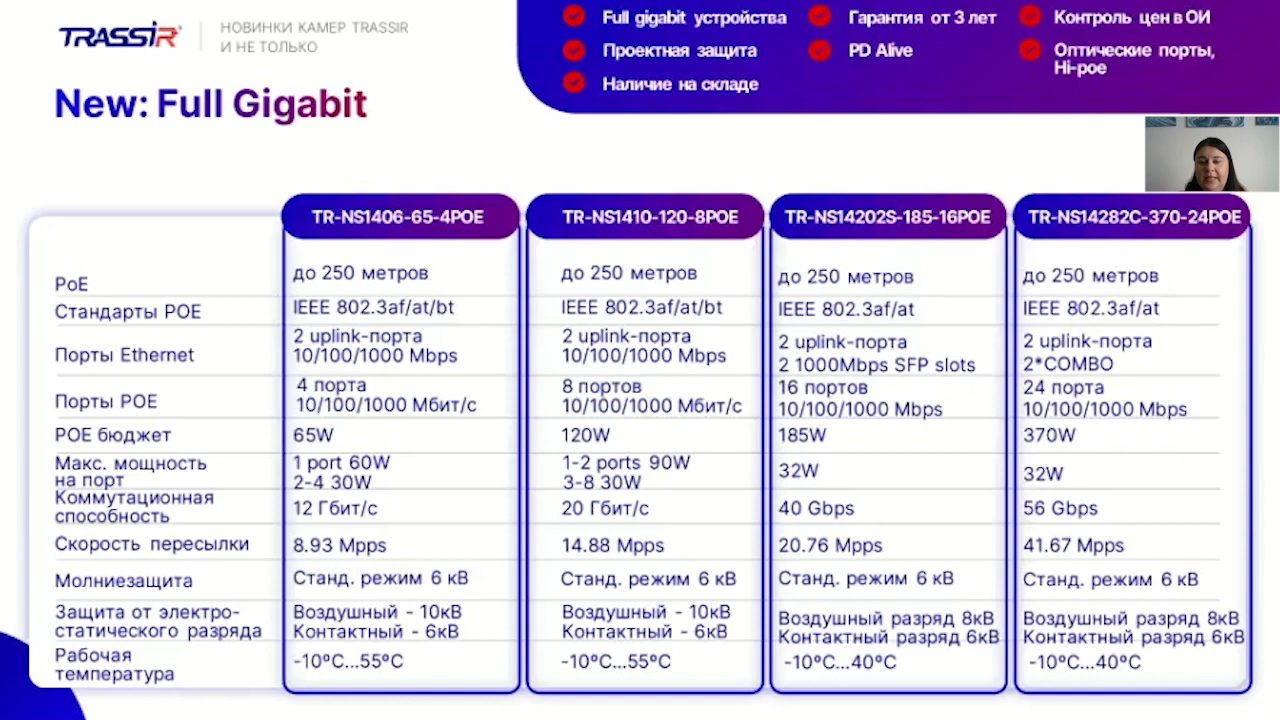 TRASSIR
НОВИНКИ КАМЕР TRASSIR
И НЕ ТОЛЬКО
New: Full Gigabit
Full gigabit устройства
Проектная защита
Наличие на складе
Гарантия от 3 лет
PD Alive
Контроль цен в ОИ
Оптические порты,
Hi-poe
TR-NS1406-65-4POE TR-NS1410-120-8POE TR-NS14202S-185-16POE TR-NS14282C-370-24POE
PoE до 250 метров до 250 метров до 250 метров до 250 метров
Стандарты POE IEEE 802.3af/at/bt IEEE 802.3af/at/bt IEEE 802.3af/at IEEE 802.3af/at
Порты Ethernet 2 uplink-порта 2 uplink-порта 2 uplink-порта 2 uplink-порта
10/100/1000 Mbps 10/100/1000 Mbps 2 1000Mbps SFP slots 2*COMBO
Порты POE 4 порта 8 портов 16 портов 24 порта
10/100/1000 Мбит/с 10/100/1000 Мбит/с 10/100/1000 Mbps 10/100/1000 Mbps
POE бюджет 65W 120W 185W 370W
Макс. мощность 1 port 60W 1-2 ports 90W 32W 32W
на порт 2-4 30W 3-8 30W
Коммутационная
способность 12 Гбит/с 20 Гбит/с 40 Gbps 56 Gbps
Скорость пересылки 8.93 Mpps 14.88 Mpps 20.76 Mpps 41.67 Mpps
Молниезащита Станд. режим 6 кВ Станд. режим 6 кВ Станд. режим 6 кВ Станд. режим 6 кВ
Защита от электро- Воздушный - 10кВ Воздушный - 10кВ Воздушный разряд 8кВ Воздушный разряд 8кВ
статического разряда Контактный - 6кВ Контактный - 6кВ Контактный разряд 6кВ Контактный разряд 6кВ
Рабочая
температура -10°C...55°C -10°C...55°C -10°C...40°C -10°C...40°C